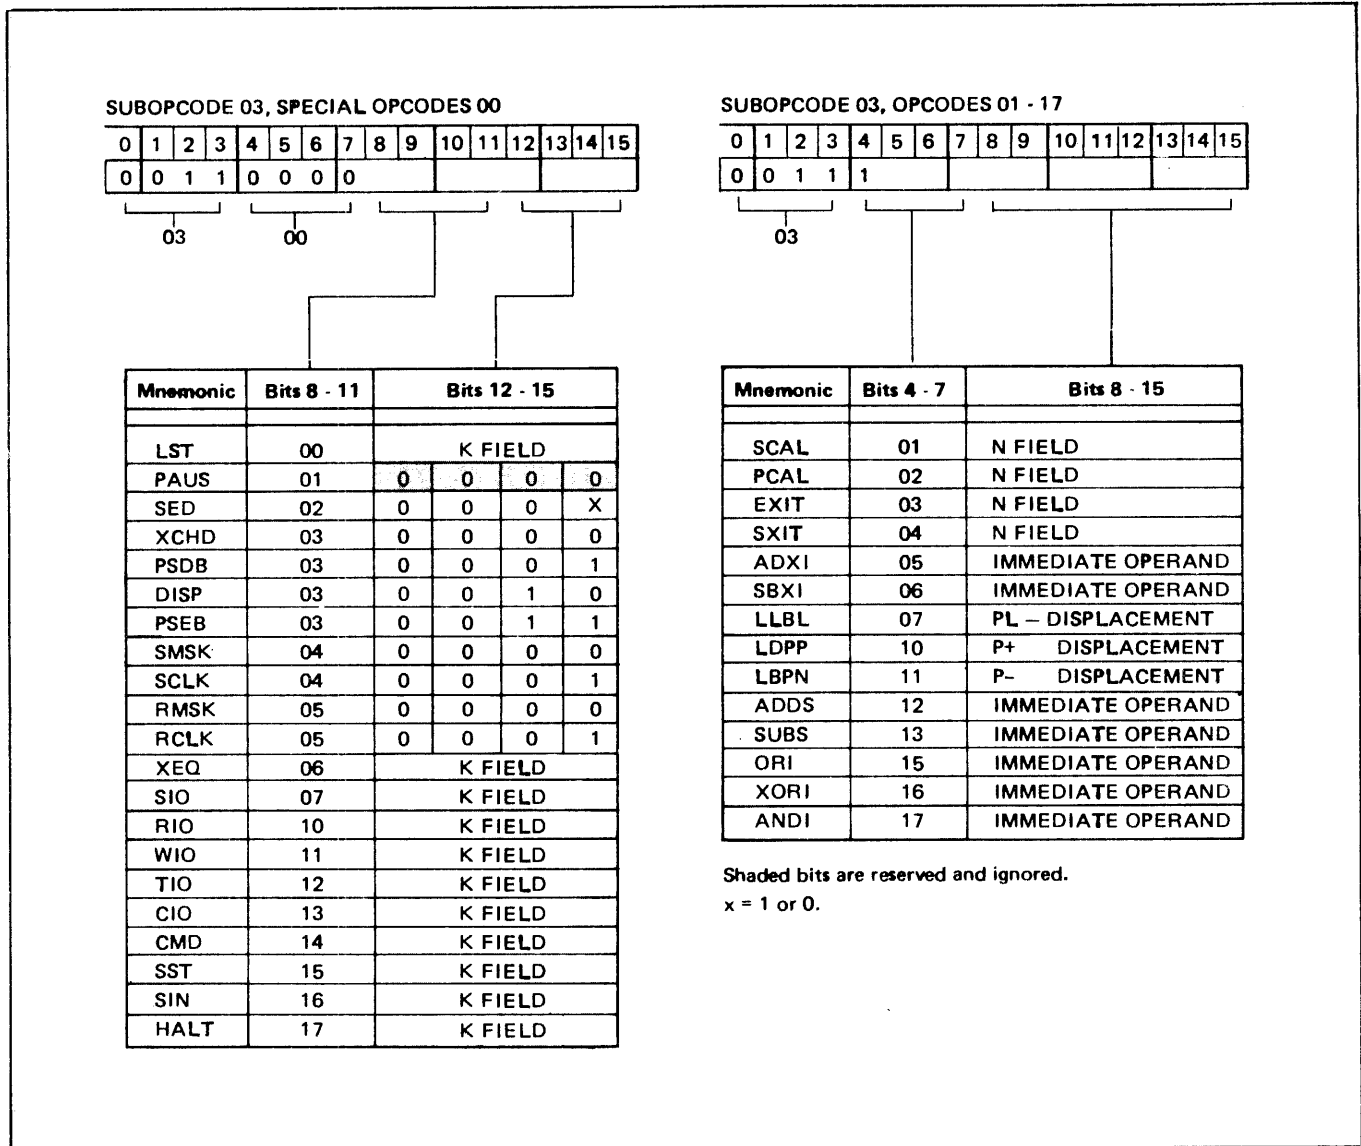 SUBOPCODE 03, SPECIAL OPCODES 00
0 1 2 3 4 5 6 7 8 9 10 11 12 13 14 15
0 0 1 1 0 0 0 0
03 00
Mnemonic Bits 8 - 11 Bits 12 - 15
LST 00 K FIELD
PAUS 01 0 0 0 0
SED 02 0 0 0 X
XCHD 03 0 0 0 0
PSDB 03 0 0 0 1
DISP 03 0 0 1 0
PSEB 03 0 0 1 1
SMSK 04 0 0 0 0
SCLK 04 0 0 0 1
RMSK 05 0 0 0 0
RCLK 05 0 0 0 1
XEQ 06 K FIELD
SIO 07 K FIELD
RIO 10 K FIELD
WIO 11 K FIELD
TIO 12 K FIELD
CIO 13 K FIELD
CMD 14 K FIELD
SST 15 K FIELD
SIN 16 K FIELD
HALT 17 K FIELD
SUBOPCODE 03, OPCODES 01 - 17
0 1 2 3 4 5 6 7 8 9 10 11 12 13 14 15
0 0 1 1 1
03
Mnemonic Bits 4 - 7 Bits 8 - 15
SCAL 01 N FIELD
PCAL 02 N FIELD
EXIT 03 N FIELD
SXIT 04 N FIELD
ADXI 05 IMMEDIATE OPERAND
SBXI 06 IMMEDIATE OPERAND
LLBL 07 PL – DISPLACEMENT
LDPP 10 P+ DISPLACEMENT
LBPN 11 P– DISPLACEMENT
ADDS 12 IMMEDIATE OPERAND
SUBS 13 IMMEDIATE OPERAND
ORI 15 IMMEDIATE OPERAND
XORI 16 IMMEDIATE OPERAND
ANDI 17 IMMEDIATE OPERAND
Shaded bits are reserved and ignored.
x = 1 or 0.